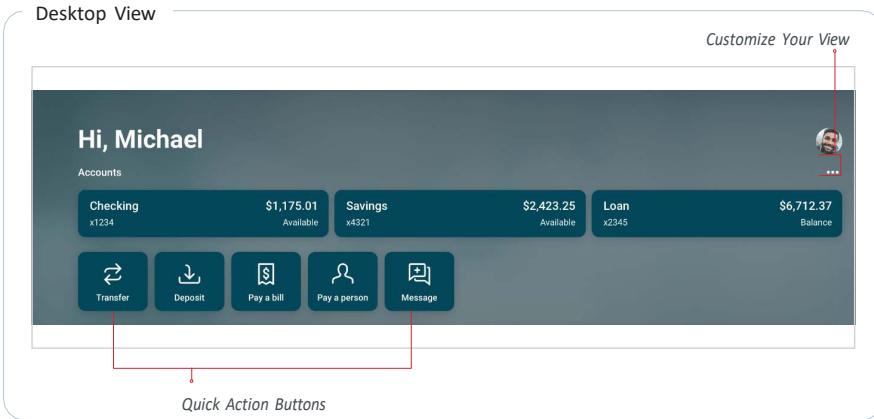 Desktop View
Customize Your View
Hi, Michael
Accounts
Checking $1,175.01 Savings $2,423.25 Loan $6,712.37
x1234 Available x4321 Available x2345 Balance
Transfer Deposit Pay a bill Pay a person Message
Quick Action Buttons